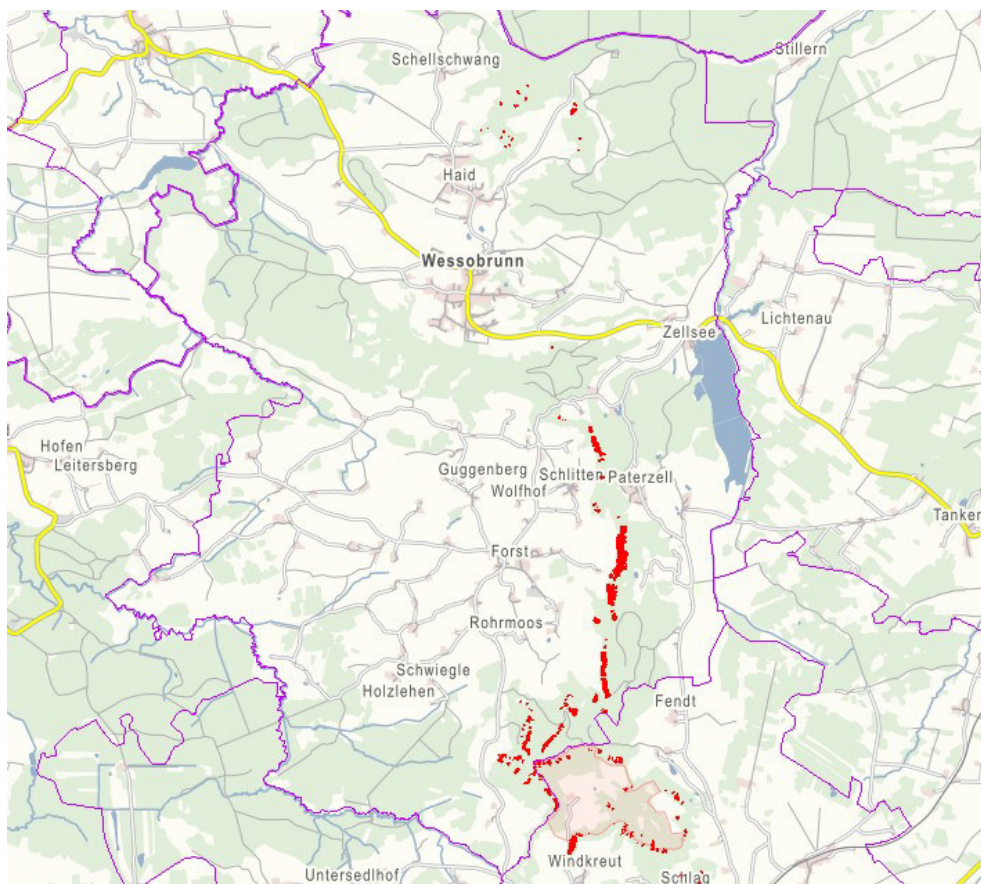 Stillern
Schellschwang
Haid
Wessobrunn
Lichtenau
Zellsee
Hofen
Leitersberg
Guggenberg
Schlitten
Paterzell
Wolfhof
Tanker
Forst
Rohrmoos
Schwiegle
Holzlehen
Fendt
Windkreut
Untersedlhof
Schlag